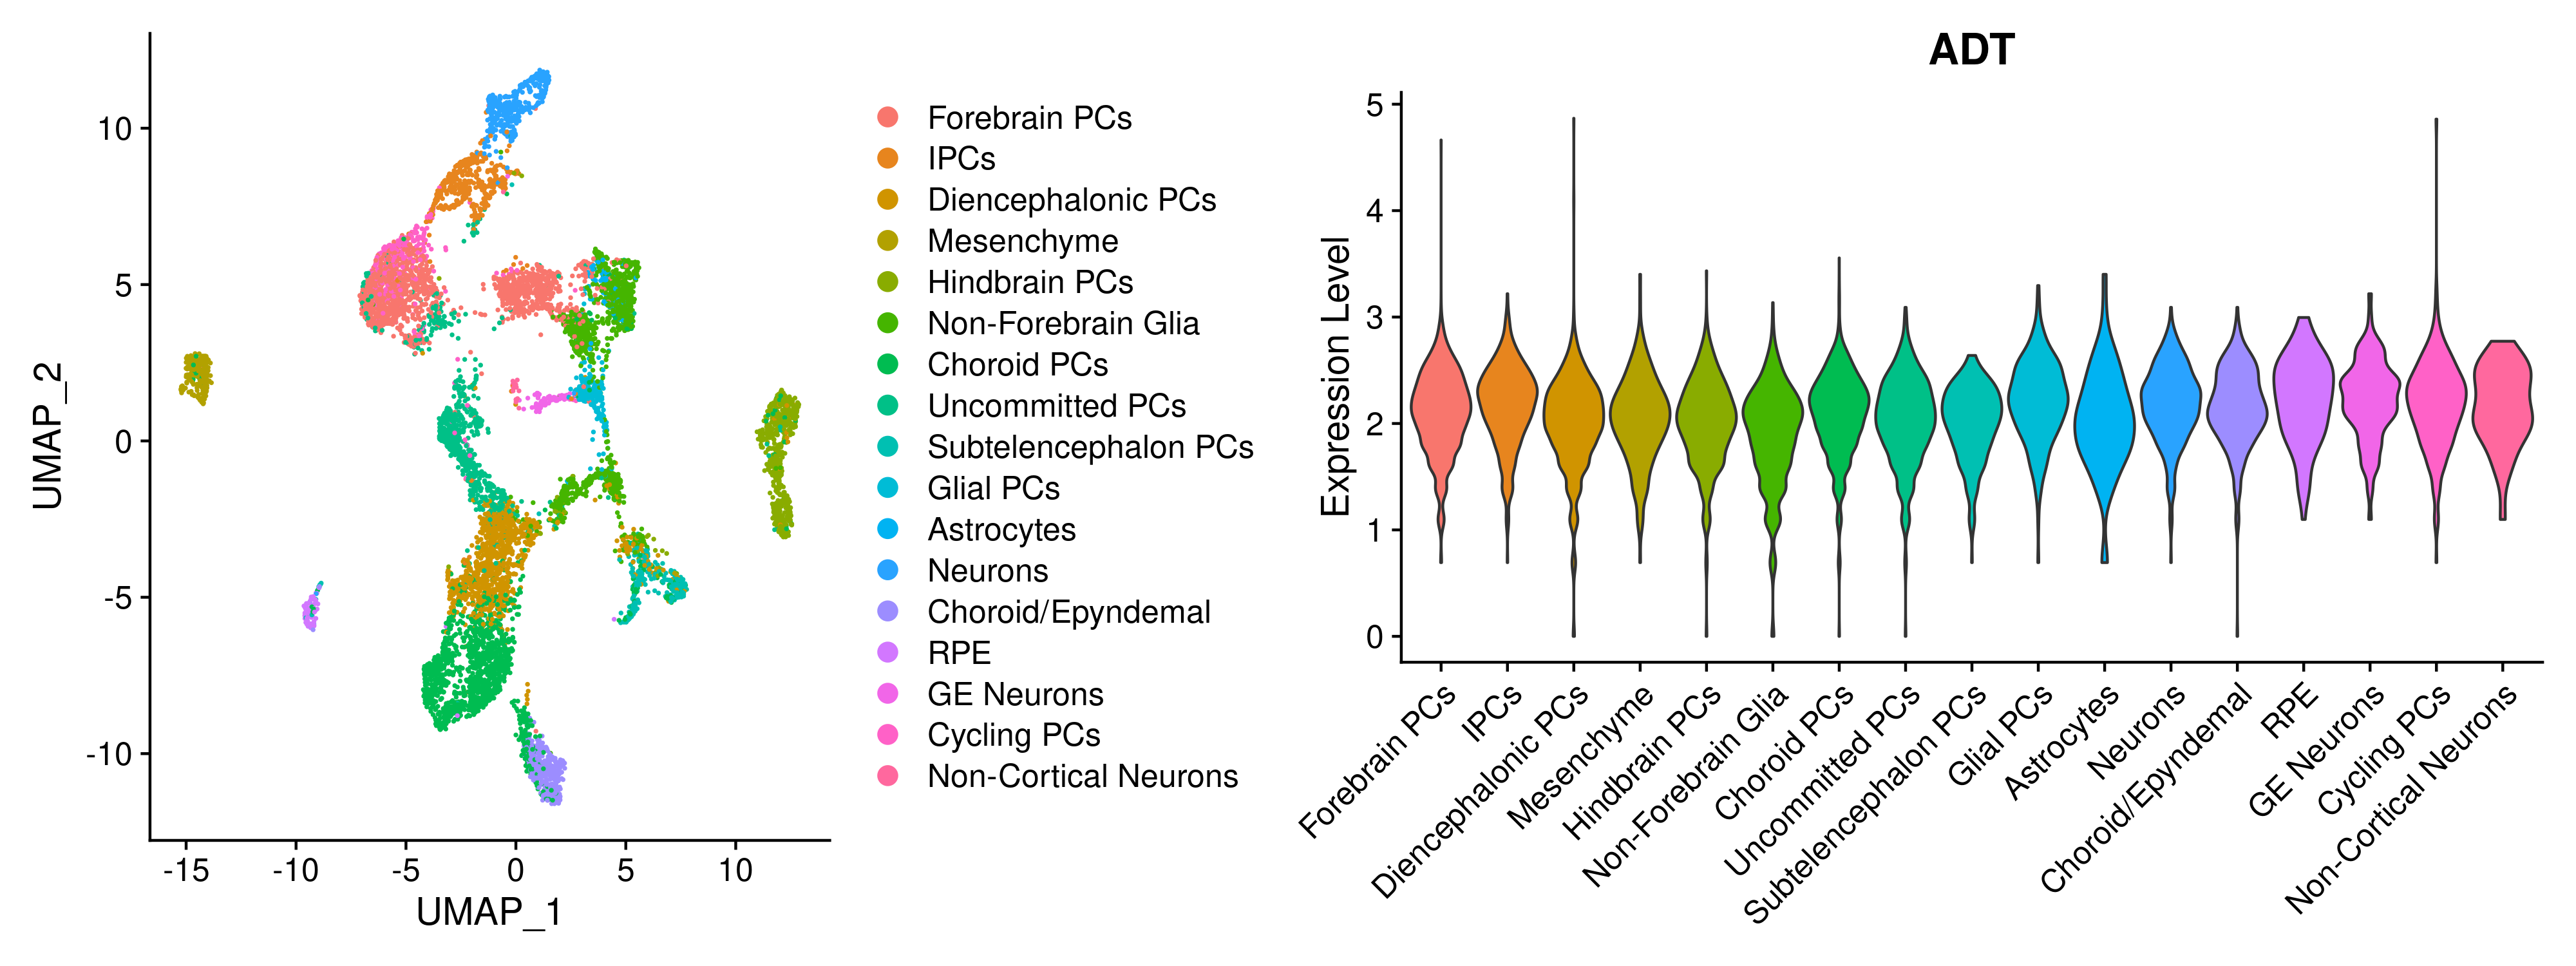 10
5
0
-5
-10
UMAP_2
-15 -10 -5 0 5 10
UMAP_1
Forebrain PCs
IPCs
Diencephalonic PCs
Mesenchyme
Hindbrain PCs
Non-Forebrain Glia
Choroid PCs
Uncommitted PCs
Subtelencephalon PCs
Glial PCs
Astrocytes
Neurons
Choroid/Epyndemal
RPE
GE Neurons
Cycling PCs
Non-Cortical Neurons
ADT
5
4
3
2
1
0
Expression Level
Forebrain PCs
IPCs
Diencephalonic PCs
Mesenchyme
Hindbrain PCs
Non-Forebrain Glia
Choroid PCs
Uncommitted PCs
Subtelencephalon PCs
Glial PCs
Astrocytes
Neurons
Choroid/Epyndemal
RPE
GE Neurons
Cycling PCs
Non-Cortical Neurons